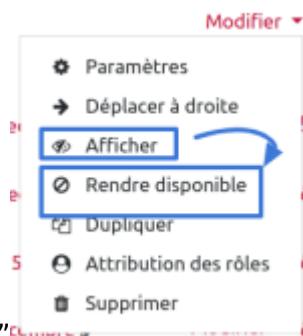 Modifier
Paramètres
Déplacer à droite
Afficher
Rendre disponible
Dupliquer
Attribution des rôles
Supprimer